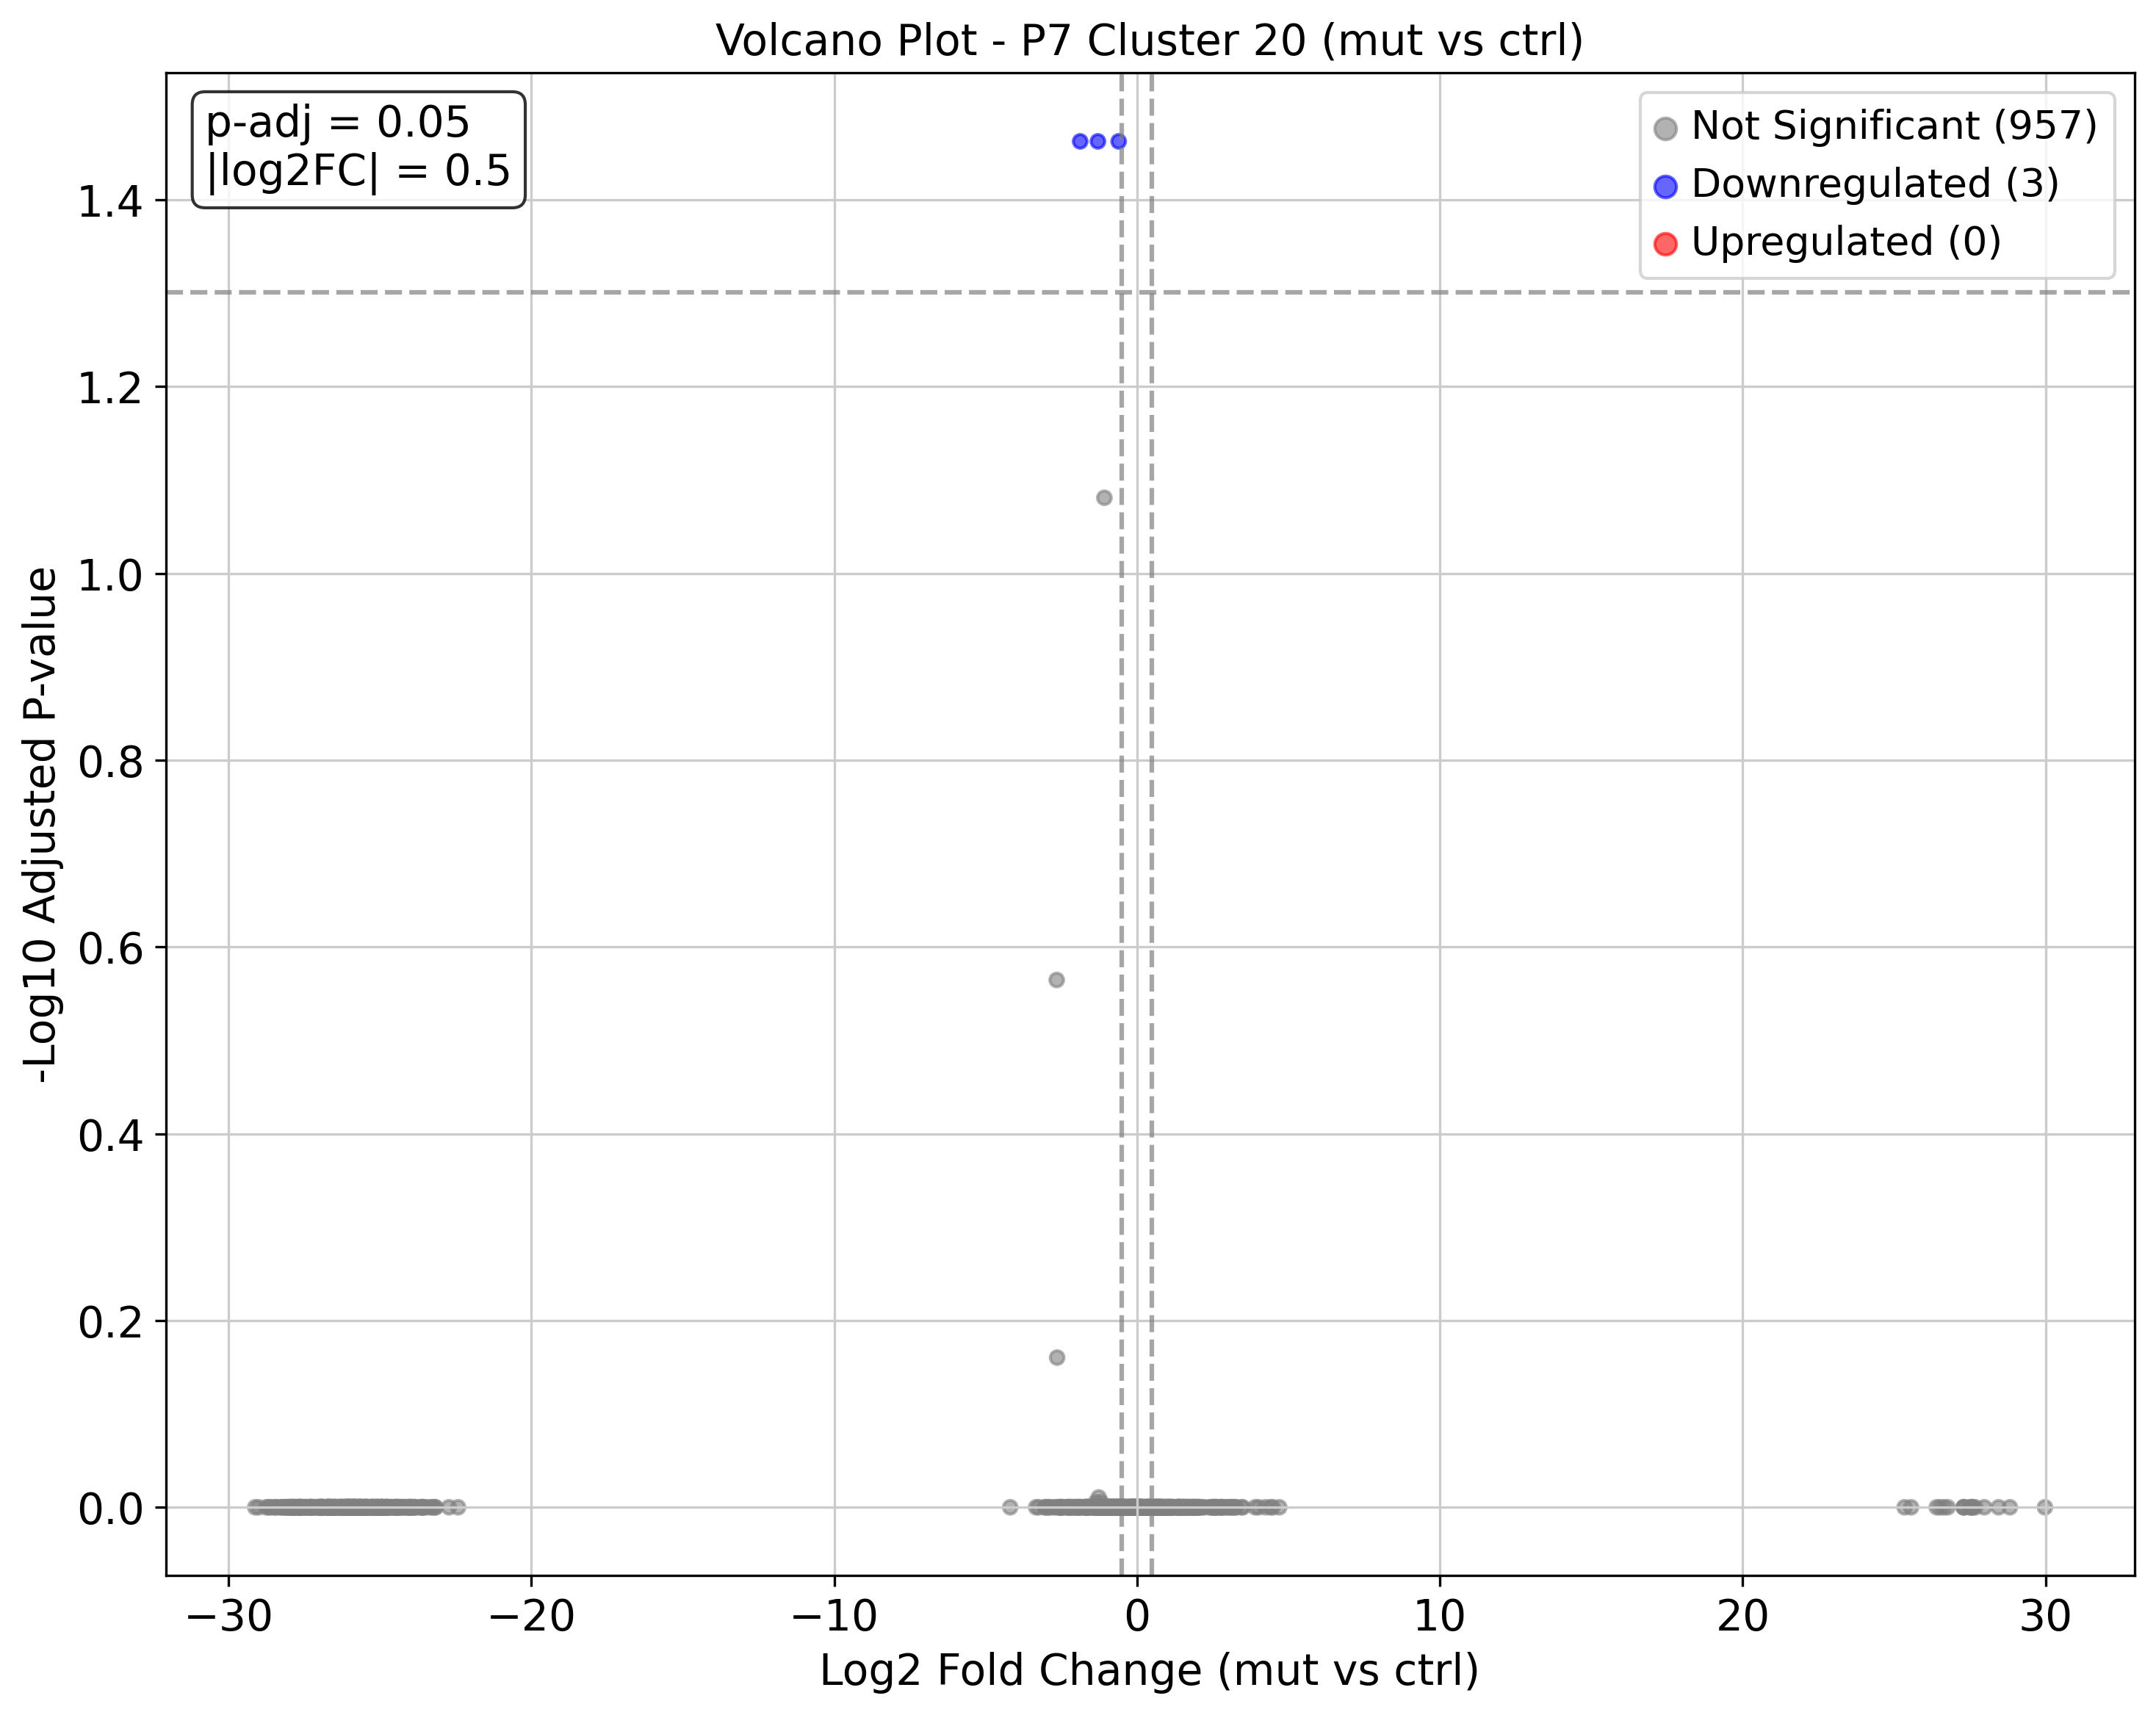 Volcano Plot - P7 Cluster 20 (mut vs ctrl)
p-adj = 0.05
|log2FC| = 0.5
Not Significant (957)
Downregulated (3)
Upregulated (0)
-Log10 Adjusted P-value
1.4
1.2
1.0
0.8
0.6
0.4
0.2
0.0
−30 −20 −10 0 10 20 30
Log2 Fold Change (mut vs ctrl)